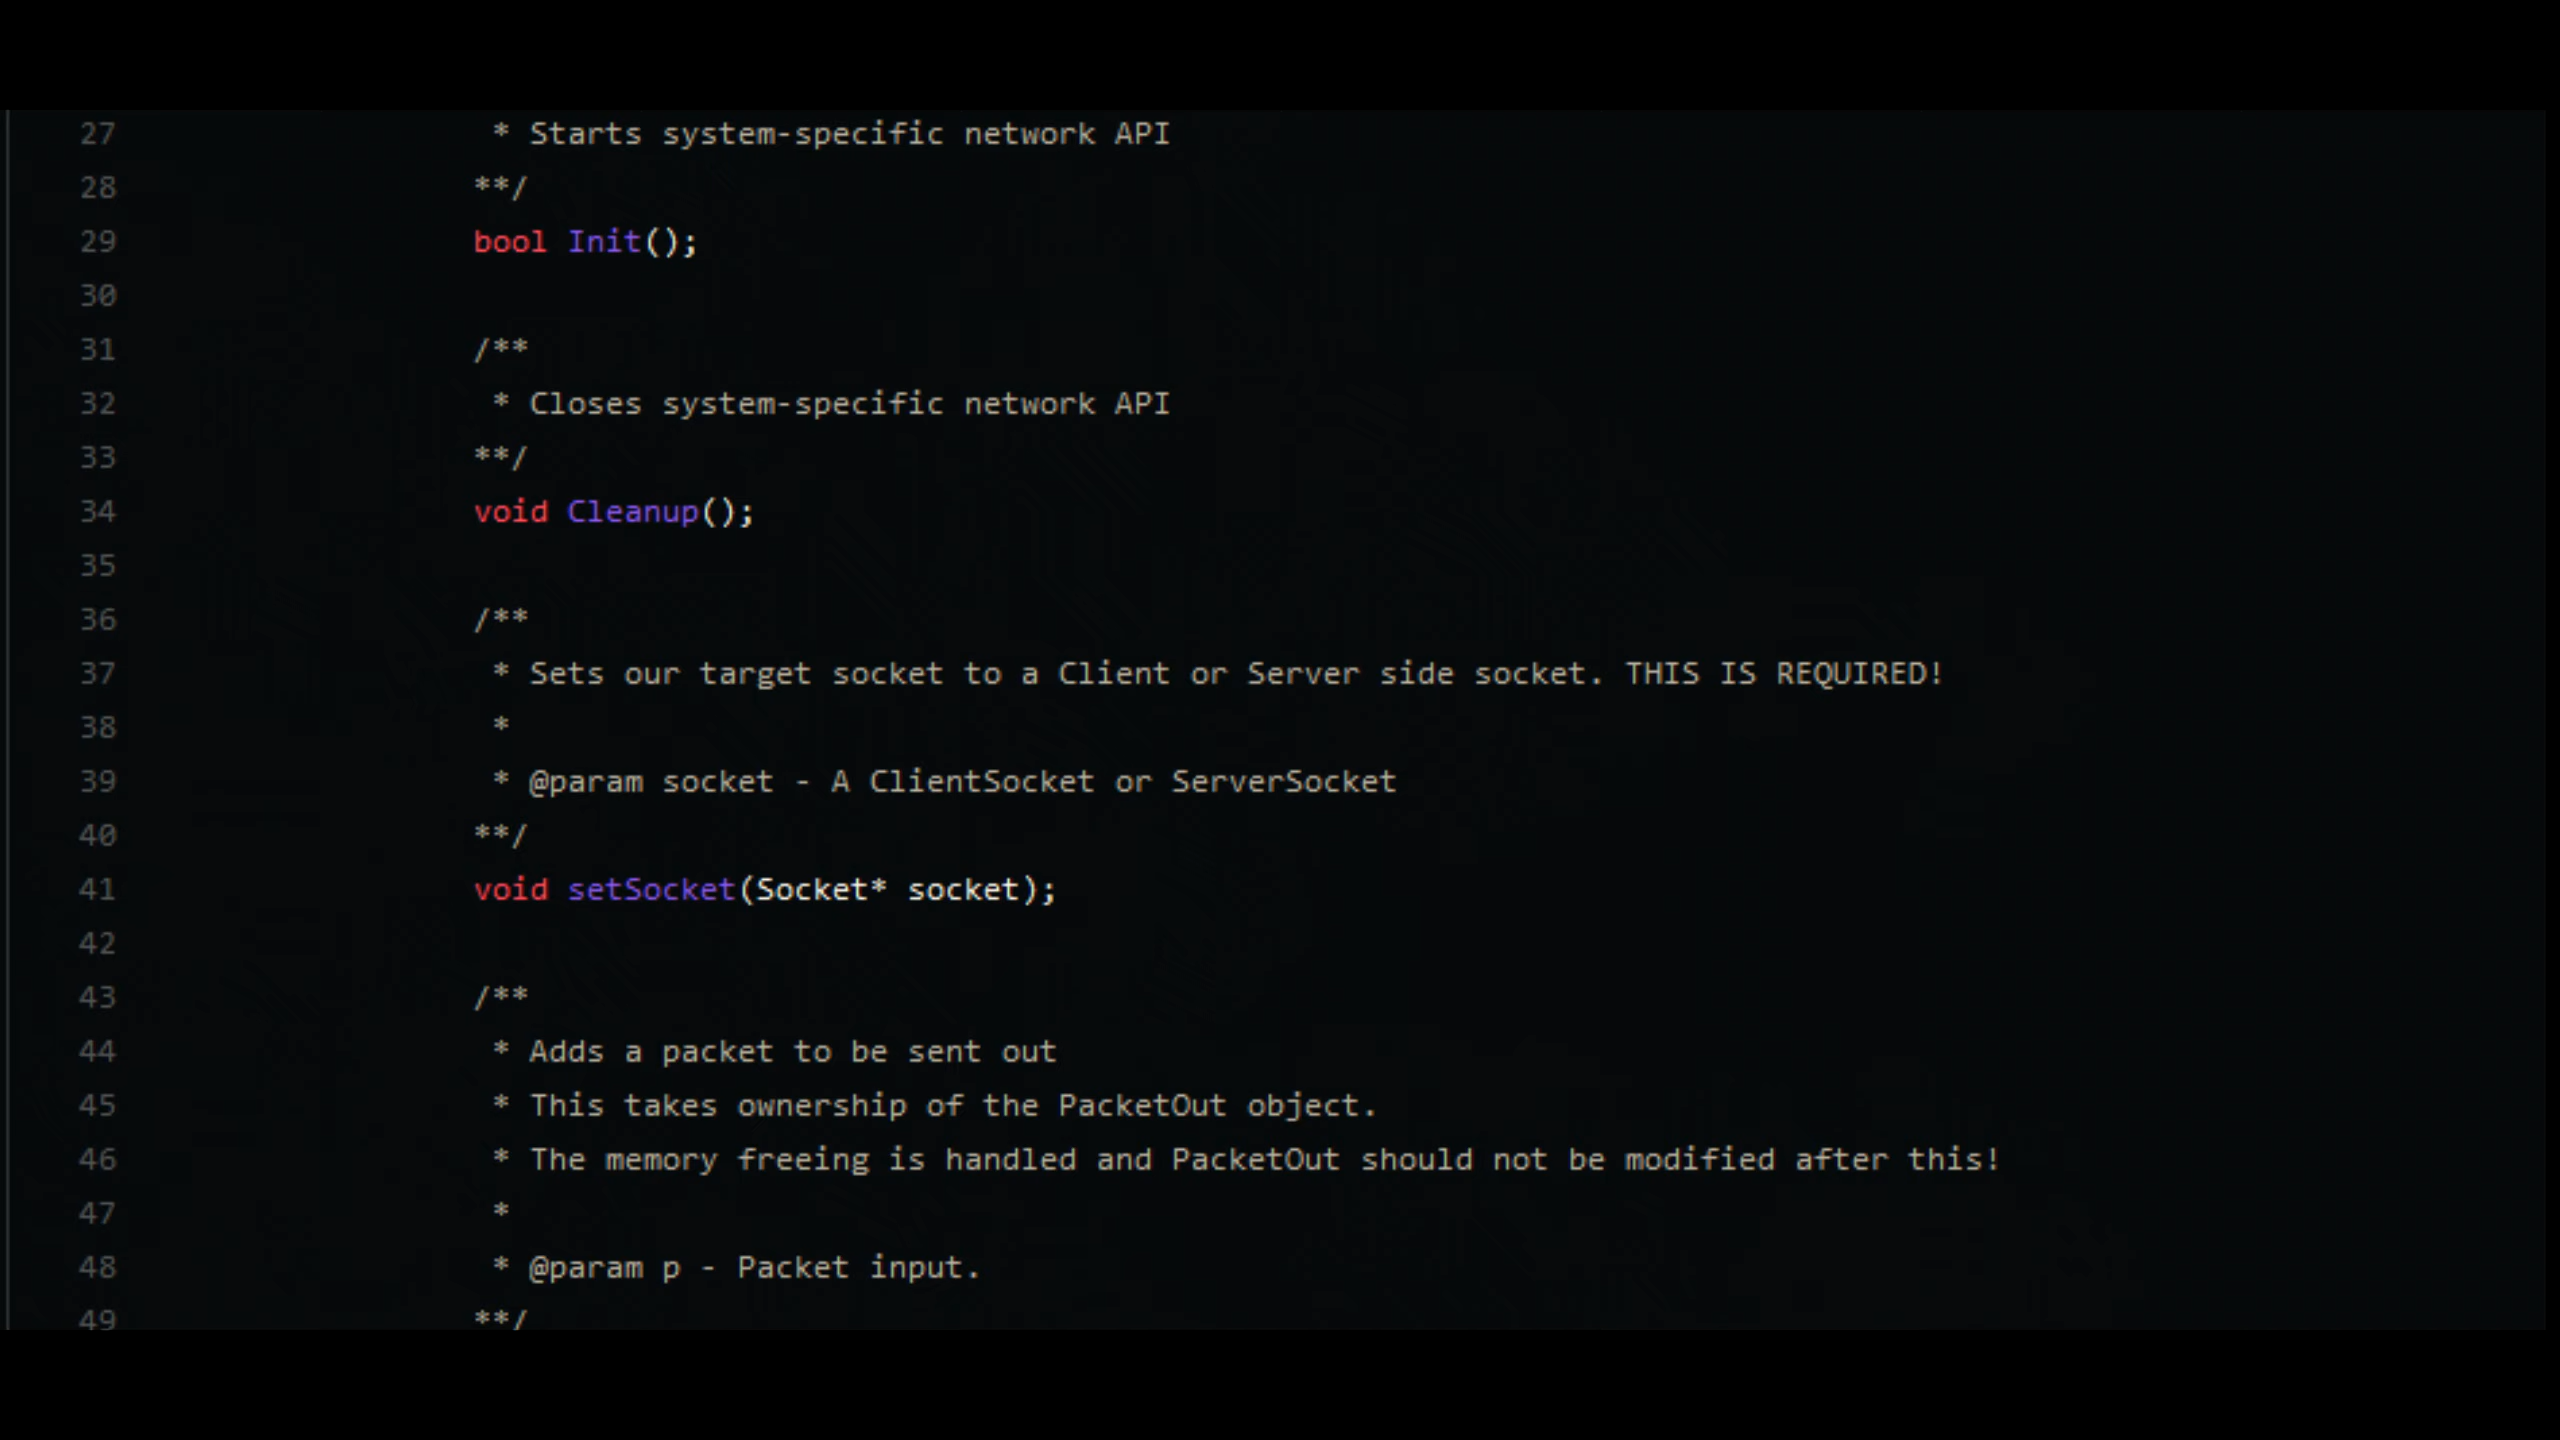 27 * Starts system-specific network API
28 **/
29 bool Init();
30
31 /**
32 * Closes system-specific network API
33 **/
34 void Cleanup();
35
36 /**
37 * Sets our target socket to a Client or Server side socket. THIS IS REQUIRED!
38 *
39 * @param socket - A ClientSocket or ServerSocket
40 **/
41 void setSocket(Socket* socket);
42
43 /**
44 * Adds a packet to be sent out
45 * This takes ownership of the PacketOut object.
46 * The memory freeing is handled and PacketOut should not be modified after this!
47 *
48 * @param p - Packet input.
49 **/